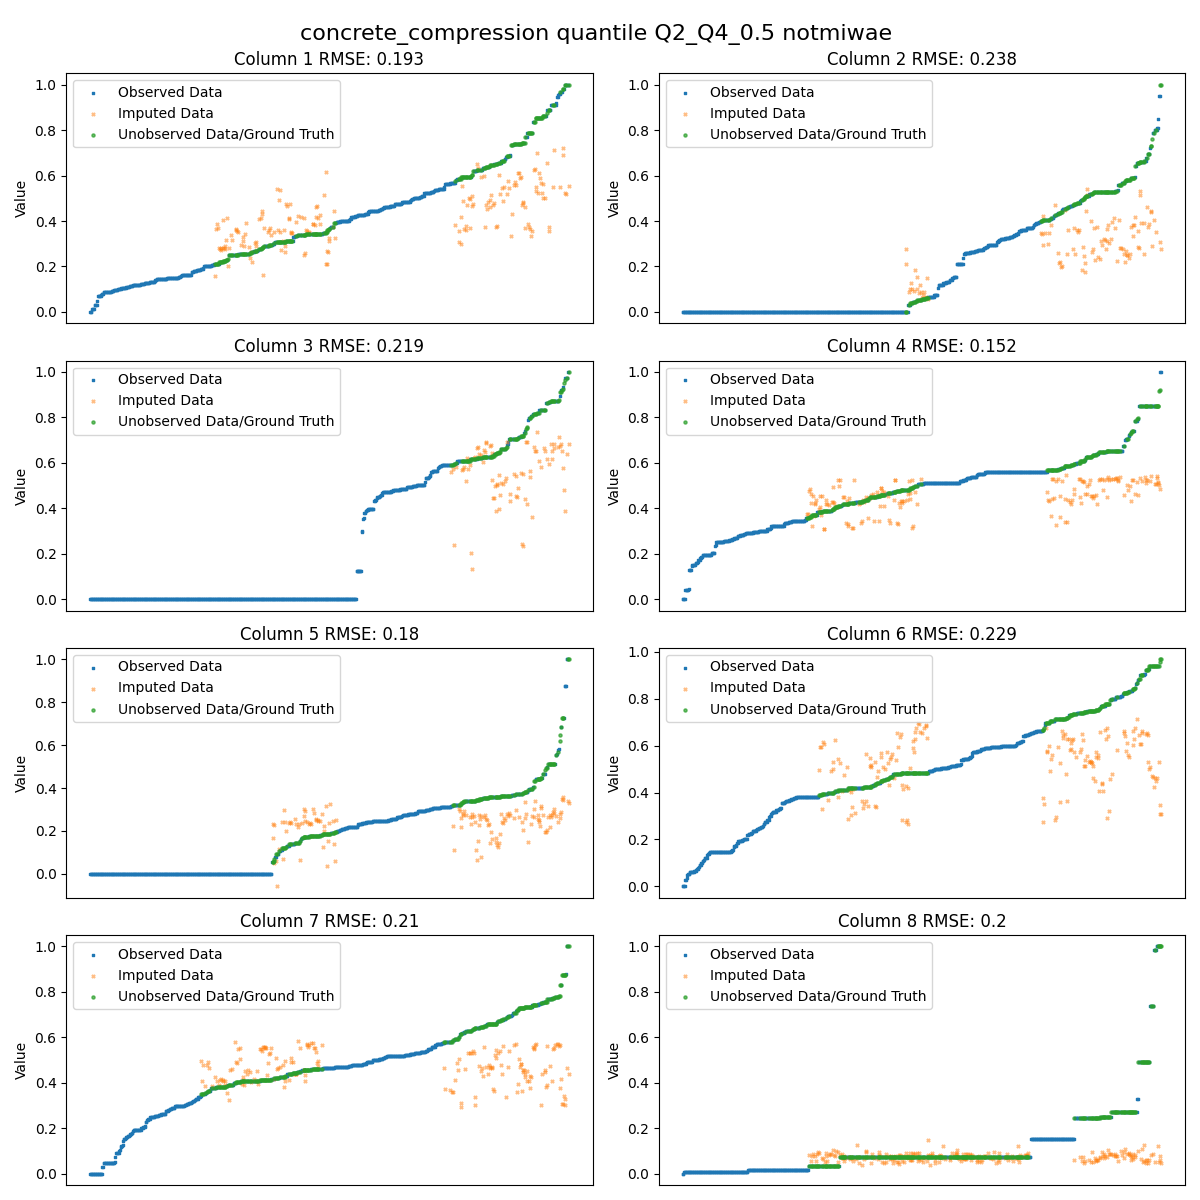 concrete_compression quantile Q2_Q4_0.5 notmiwae
Column 1 RMSE: 0.193
Value
1.0
0.8
0.6
0.4
0.2
0.0
Observed Data
Imputed Data
Unobserved Data/Ground Truth
Column 2 RMSE: 0.238
Value
1.0
0.8
0.6
0.4
0.2
0.0
Observed Data
Imputed Data
Unobserved Data/Ground Truth
Column 3 RMSE: 0.219
Value
1.0
0.8
0.6
0.4
0.2
0.0
Observed Data
Imputed Data
Unobserved Data/Ground Truth
Column 4 RMSE: 0.152
Value
1.0
0.8
0.6
0.4
0.2
0.0
Observed Data
Imputed Data
Unobserved Data/Ground Truth
Column 5 RMSE: 0.18
Value
1.0
0.8
0.6
0.4
0.2
0.0
Observed Data
Imputed Data
Unobserved Data/Ground Truth
Column 6 RMSE: 0.229
Value
1.0
0.8
0.6
0.4
0.2
0.0
Observed Data
Imputed Data
Unobserved Data/Ground Truth
Column 7 RMSE: 0.21
Value
1.0
0.8
0.6
0.4
0.2
0.0
Observed Data
Imputed Data
Unobserved Data/Ground Truth
Column 8 RMSE: 0.2
Value
1.0
0.8
0.6
0.4
0.2
0.0
Observed Data
Imputed Data
Unobserved Data/Ground Truth